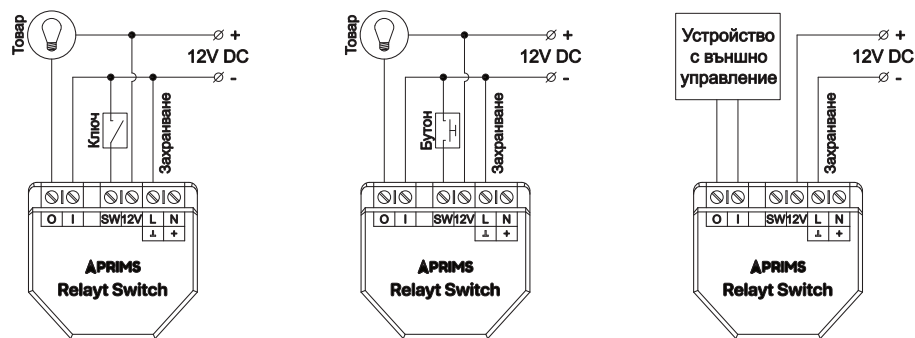 Товар
+
12V DC
-
Ключ
Захранване
O I SW 12V L N
⊥ +
APRIMS
Relayt Switch
Товар
+
12V DC
-
Бутон
Захранване
O I SW 12V L N
⊥ +
APRIMS
Relayt Switch
Устройство
с външно
управление
+
12V DC
-
Захранване
O I SW 12V L N
⊥ +
APRIMS
Relayt Switch